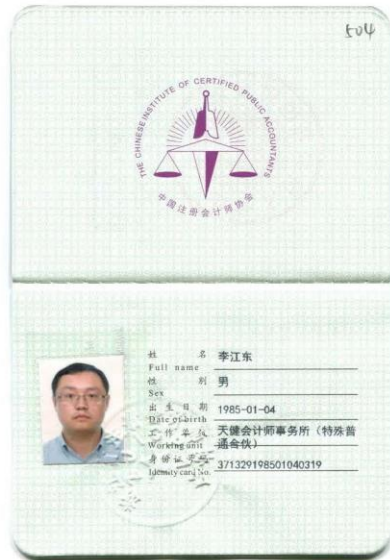 504
THE CHINESE INSTITUTE OF CERTIFIED PUBLIC ACCOUNTANTS
中国注册会计师协会
姓 名 李江东
Full name
性 别 男
Sex
出 生 日 期 1985-01-04
Date of birth
工 作 单 位 天健会计师事务所（特殊普
Working unit 通合伙）
身 份 证 号 码 371329198501040319
Identity card No.